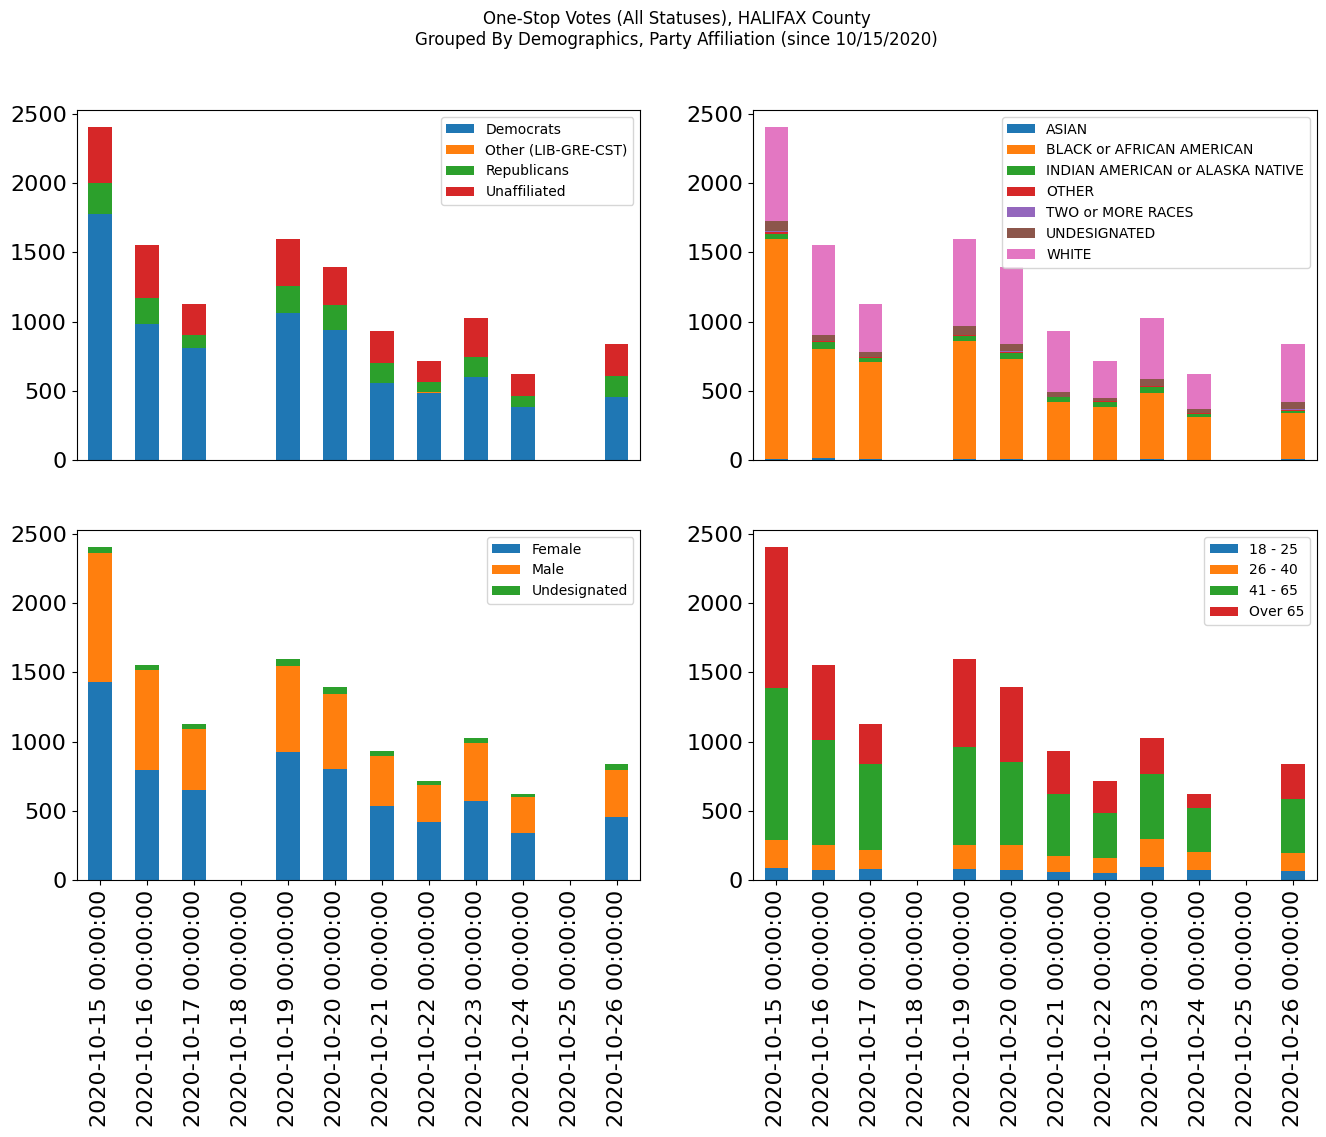 One-Stop Votes (All Statuses), HALIFAX County
Grouped By Demographics, Party Affiliation (since 10/15/2020)
2500
2000
1500
1000
500
0
Democrats
Other (LIB-GRE-CST)
Republicans
Unaffiliated
2500
2000
1500
1000
500
0
ASIAN
BLACK or AFRICAN AMERICAN
INDIAN AMERICAN or ALASKA NATIVE
OTHER
TWO or MORE RACES
UNDESIGNATED
WHITE
2500
2000
1500
1000
500
0
Female
Male
Undesignated
2020-10-15 00:00:00
2020-10-16 00:00:00
2020-10-17 00:00:00
2020-10-18 00:00:00
2020-10-19 00:00:00
2020-10-20 00:00:00
2020-10-21 00:00:00
2020-10-22 00:00:00
2020-10-23 00:00:00
2020-10-24 00:00:00
2020-10-25 00:00:00
2020-10-26 00:00:00
2500
2000
1500
1000
500
0
18 - 25
26 - 40
41 - 65
Over 65
2020-10-15 00:00:00
2020-10-16 00:00:00
2020-10-17 00:00:00
2020-10-18 00:00:00
2020-10-19 00:00:00
2020-10-20 00:00:00
2020-10-21 00:00:00
2020-10-22 00:00:00
2020-10-23 00:00:00
2020-10-24 00:00:00
2020-10-25 00:00:00
2020-10-26 00:00:00